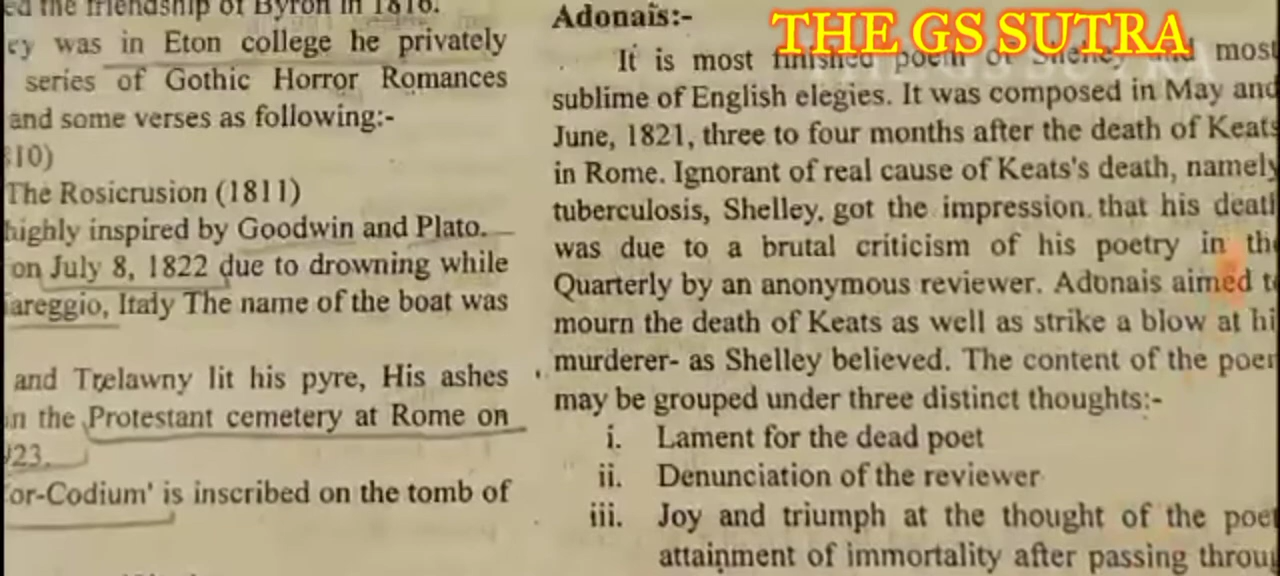 ed the friendship of Byron in 1816.
ey was in Eton college he privately
series of Gothic Horror Romances
and some verses as following:-
810)
The Rosicrusion (1811)
highly inspired by Goodwin and Plato.
on July 8, 1822 due to drowning while
areggio, Italy The name of the boat was
and Trelawny lit his pyre, His ashes
in the Protestant cemetery at Rome on
23.
or-Codium' is inscribed on the tomb of
THE GS SUTRA
Adonaïs:-
It is most finished poem of Shelley and most
sublime of English elegies. It was composed in May and
June, 1821, three to four months after the death of Keats
in Rome. Ignorant of real cause of Keats's death, namely
tuberculosis, Shelley, got the impression that his death
was due to a brutal criticism of his poetry in the
Quarterly by an anonymous reviewer. Adonais aimed to
mourn the death of Keats as well as strike a blow at hi
murderer- as Shelley believed. The content of the poem
may be grouped under three distinct thoughts:-
i. Lament for the dead poet
ii. Denunciation of the reviewer
iii. Joy and triumph at the thought of the poet
attainment of immortality after passing throug